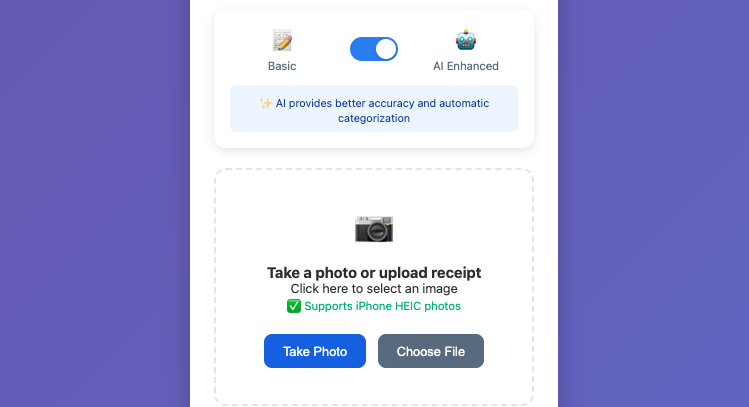 Basic
AI Enhanced
✨ AI provides better accuracy and automatic
categorization
Take a photo or upload receipt
Click here to select an image
✅ Supports iPhone HEIC photos
Take Photo
Choose File